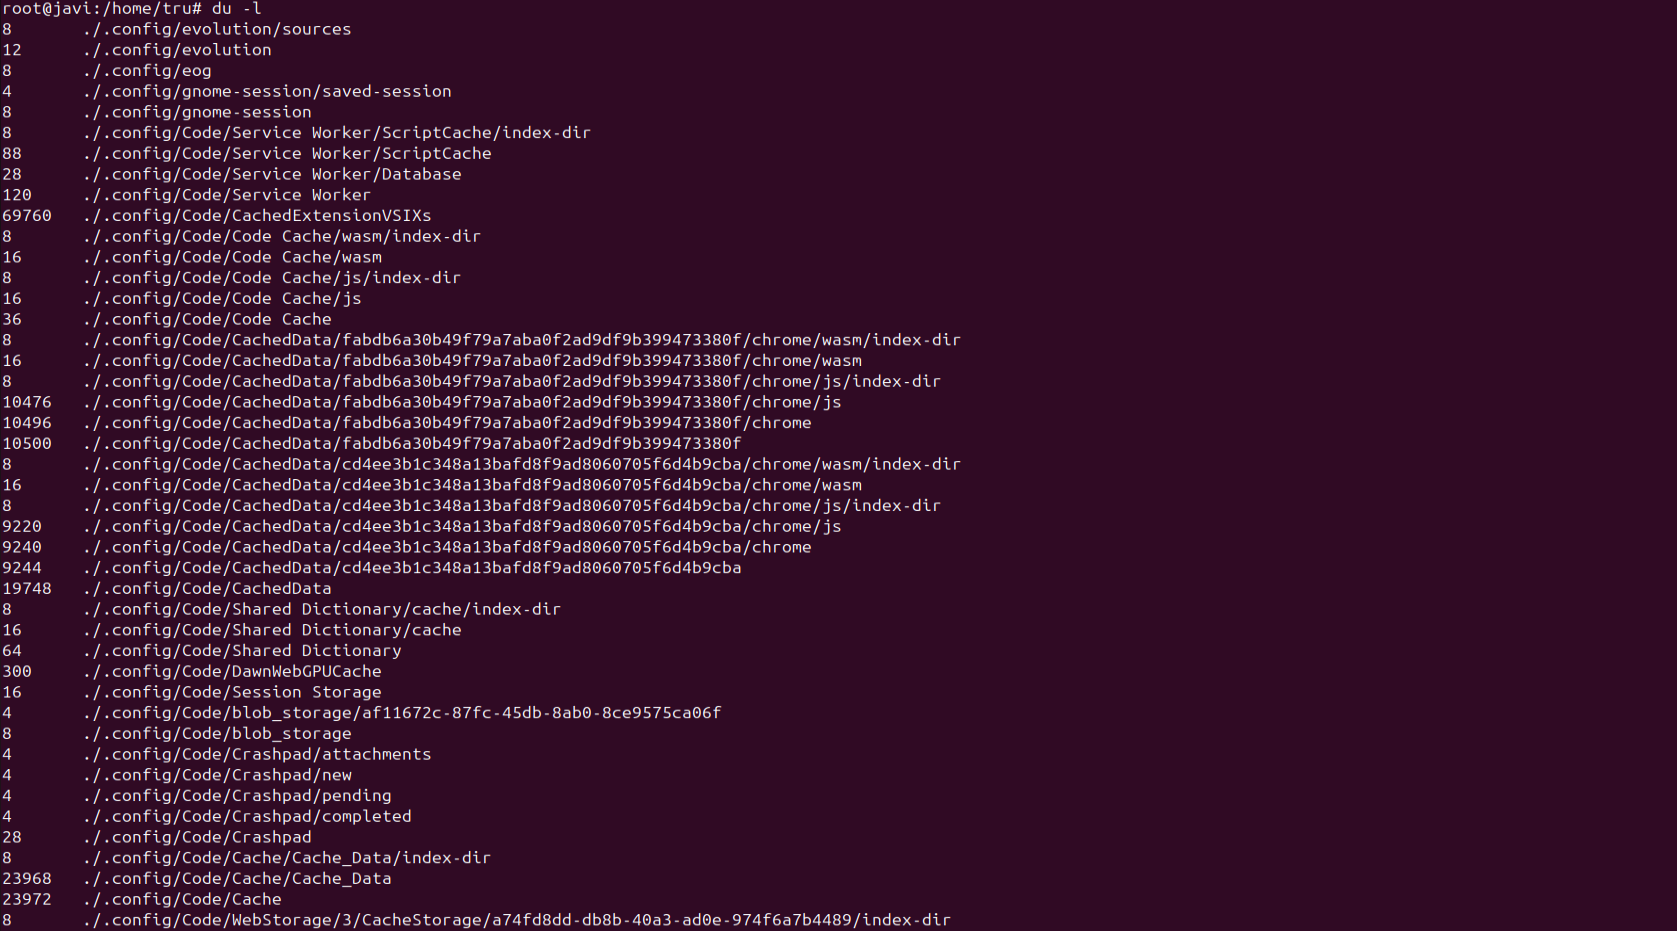 root@javi:/home/tru# du -l
8 ./.config/evolution/sources
12 ./.config/evolution
8 ./.config/eog
4 ./.config/gnome-session/saved-session
8 ./.config/gnome-session
8 ./.config/Code/Service Worker/ScriptCache/index-dir
88 ./.config/Code/Service Worker/ScriptCache
28 ./.config/Code/Service Worker/Database
120 ./.config/Code/Service Worker
69760 ./.config/Code/CachedExtensionVSIXs
8 ./.config/Code/Code Cache/wasm/index-dir
16 ./.config/Code/Code Cache/wasm
8 ./.config/Code/Code Cache/js/index-dir
16 ./.config/Code/Code Cache/js
36 ./.config/Code/Code Cache
8 ./.config/Code/CachedData/fabdb6a30b49f79a7aba0f2ad9df9b399473380f/chrome/wasm/index-dir
16 ./.config/Code/CachedData/fabdb6a30b49f79a7aba0f2ad9df9b399473380f/chrome/wasm
8 ./.config/Code/CachedData/fabdb6a30b49f79a7aba0f2ad9df9b399473380f/chrome/js/index-dir
10476 ./.config/Code/CachedData/fabdb6a30b49f79a7aba0f2ad9df9b399473380f/chrome/js
10496 ./.config/Code/CachedData/fabdb6a30b49f79a7aba0f2ad9df9b399473380f/chrome
10500 ./.config/Code/CachedData/fabdb6a30b49f79a7aba0f2ad9df9b399473380f
8 ./.config/Code/CachedData/cd4ee3b1c348a13bafd8f9ad8060705f6d4b9cba/chrome/wasm/index-dir
16 ./.config/Code/CachedData/cd4ee3b1c348a13bafd8f9ad8060705f6d4b9cba/chrome/wasm
8 ./.config/Code/CachedData/cd4ee3b1c348a13bafd8f9ad8060705f6d4b9cba/chrome/js/index-dir
9220 ./.config/Code/CachedData/cd4ee3b1c348a13bafd8f9ad8060705f6d4b9cba/chrome/js
9240 ./.config/Code/CachedData/cd4ee3b1c348a13bafd8f9ad8060705f6d4b9cba/chrome
9244 ./.config/Code/CachedData/cd4ee3b1c348a13bafd8f9ad8060705f6d4b9cba
19748 ./.config/Code/CachedData
8 ./.config/Code/Shared Dictionary/cache/index-dir
16 ./.config/Code/Shared Dictionary/cache
64 ./.config/Code/Shared Dictionary
300 ./.config/Code/DawnWebGPUCache
16 ./.config/Code/Session Storage
4 ./.config/Code/blob_storage/af11672c-87fc-45db-8ab0-8ce9575ca06f
8 ./.config/Code/blob_storage
4 ./.config/Code/Crashpad/attachments
4 ./.config/Code/Crashpad/new
4 ./.config/Code/Crashpad/pending
4 ./.config/Code/Crashpad/completed
28 ./.config/Code/Crashpad
8 ./.config/Code/Cache/Cache_Data/index-dir
23968 ./.config/Code/Cache/Cache_Data
23972 ./.config/Code/Cache
8 ./.config/Code/WebStorage/3/CacheStorage/a74fd8dd-db8b-40a3-ad0e-974f6a7b4489/index-dir